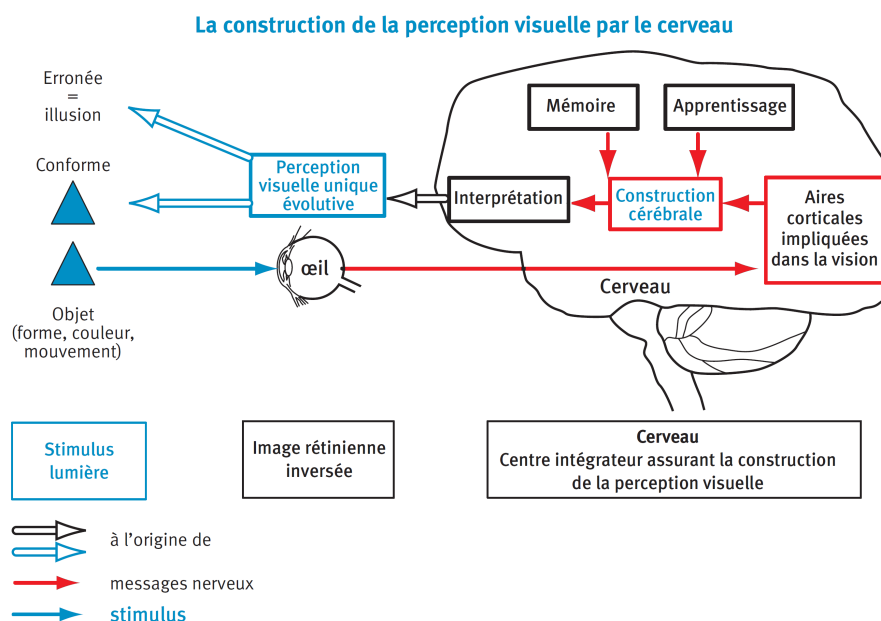 La construction de la perception visuelle par le cerveau
Erronée
=
illusion
Conforme
Perception
visuelle unique
évolutive
Mémoire
Apprentissage
Interprétation
Construction
cérébrale
Aires
corticales
impliquées
dans la vision
œil
Cerveau
Objet
(forme, couleur,
mouvement)
Stimulus
lumière
Image rétinienne
inversée
Cerveau
Centre intégrateur assurant la construction
de la perception visuelle
à l'origine de
messages nerveux
stimulus